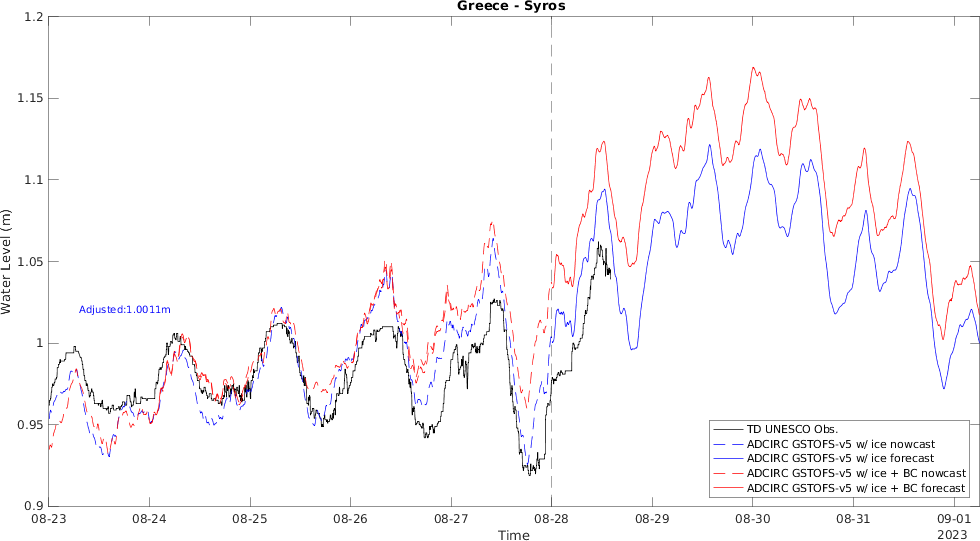 Greece - Syros
1.2
1.15
1.1
1.05
1
0.95
0.9
Water Level (m)
Adjusted:1.0011m
TD UNESCO Obs.
ADCIRC GSTOFS-v5 w/ ice nowcast
ADCIRC GSTOFS-v5 w/ ice forecast
ADCIRC GSTOFS-v5 w/ ice + BC nowcast
ADCIRC GSTOFS-v5 w/ ice + BC forecast
08-23 08-24 08-25 08-26 08-27 08-28 08-29 08-30 08-31 09-01
2023
Time